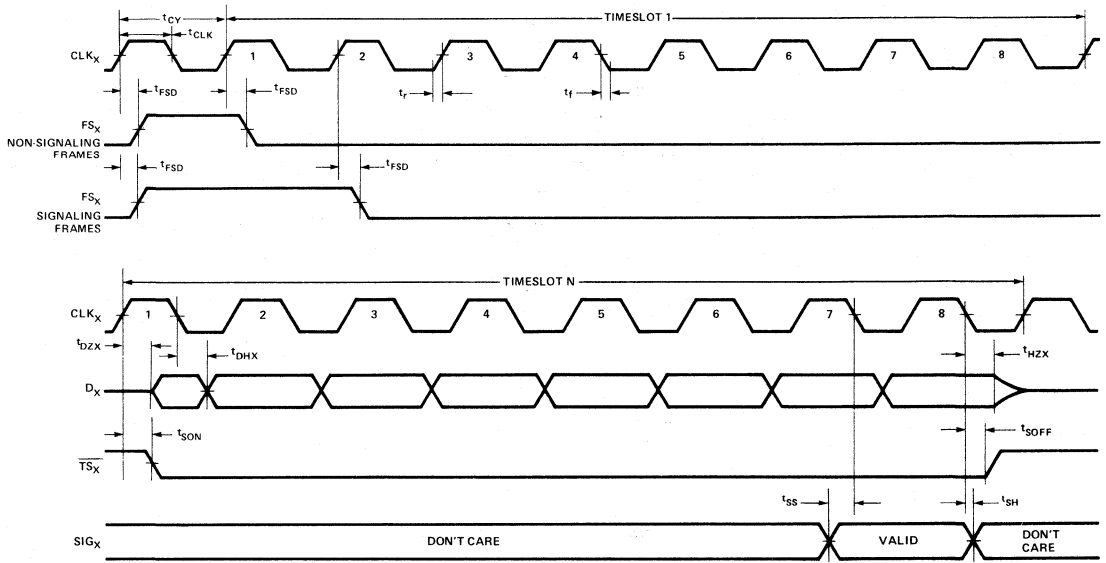 tCY
TIMESLOT 1
tCLK
CLKX
1 2 3 4 5 6 7 8
tFSD tFSD tr tf
FSX
NON-SIGNALING
FRAMES
tFSD tFSD
FSX
SIGNALING
FRAMES
TIMESLOT N
CLKX
1 2 3 4 5 6 7 8
tDZX tDHX tHZX
DX
tSON tSOFF
TSX
tSS tSH
SIGX DON'T CARE VALID DON'T
CARE